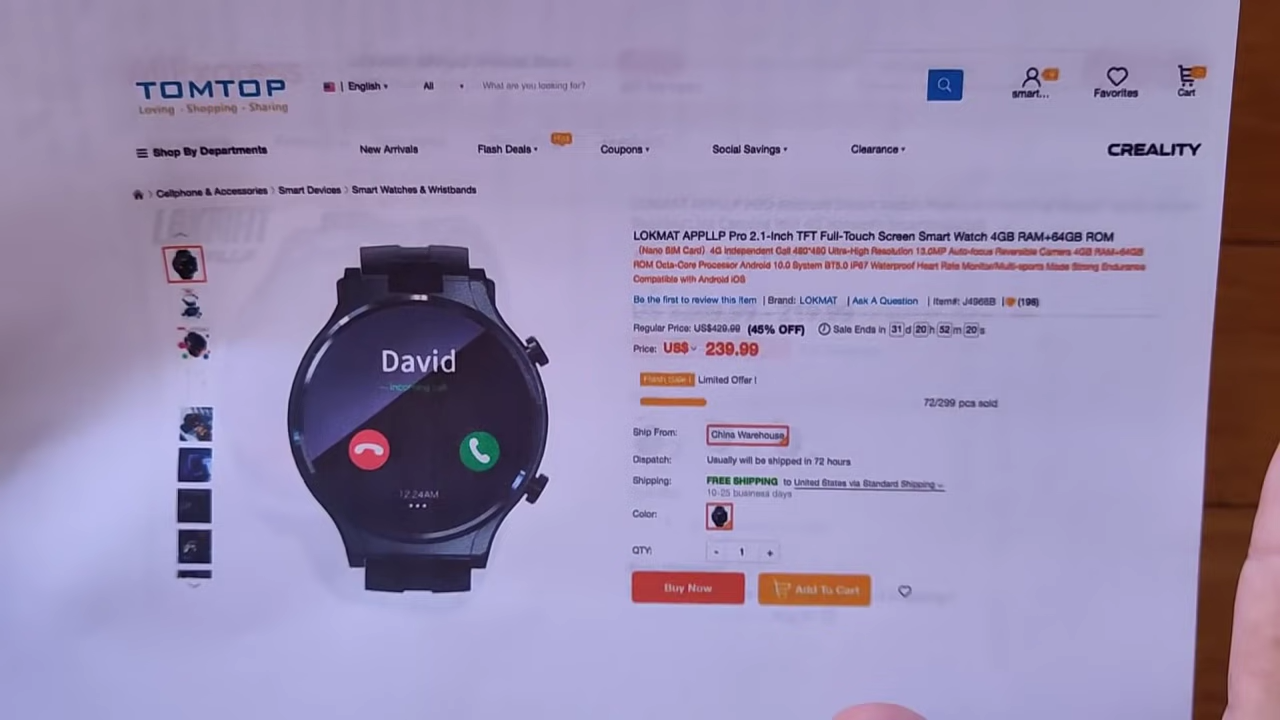 TOMTOP
Loving - Shopping - Sharing
English
All
What are you looking for?
smart...
Favorites
Cart
Shop By Departments
New Arrivals
Flash Deals
Coupons
Social Savings
Clearance
CREALITY
Cellphone & Accessories
Smart Devices
Smart Watches & Wristbands
LOKMAT APPLLP Pro 2.1-Inch TFT Full-Touch Screen Smart Watch 4GB RAM+64GB ROM
(Nano SIM Card) 4G Independent Call 480*480 Ultra-High Resolution 13.0MP Auto-focus Reversible Camera 4GB RAM+64GB
ROM Octa-Core Processor Android 10.0 System BT5.0 IP67 Waterproof Heart Rate Monitor/Multi-sports Mode Strong Endurance
Compatible with Android iOS
Be the first to review this item | Brand: LOKMAT | Ask A Question | Item#: J4968B | (198)
Regular Price: US$429.99 (45% OFF) Sale Ends in 31 d 20 h 52 m 20 s
Price: US$ 239.99
Flash Sale ! Limited Offer !
72/299 pcs sold
Ship From: China Warehouse
Dispatch: Usually will be shipped in 72 hours
Shipping: FREE SHIPPING to United States via Standard Shipping
10-25 business days
Color:
QTY: - 1 +
Buy Now
Add To Cart
David
incoming call
12:24AM